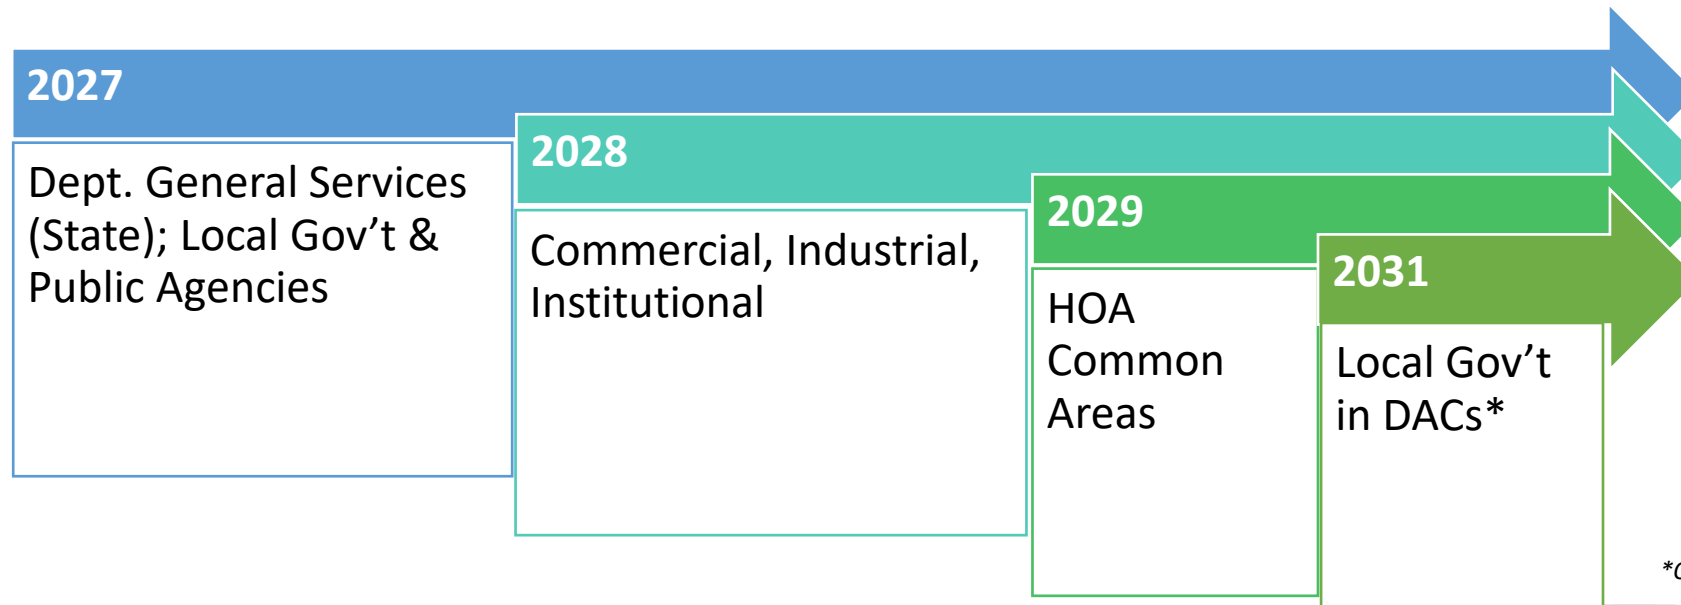 2027
Dept. General Services
(State); Local Gov’t &
Public Agencies
2028
Commercial, Industrial,
Institutional
2029
HOA
Common
Areas
2031
Local Gov’t
in DACs*